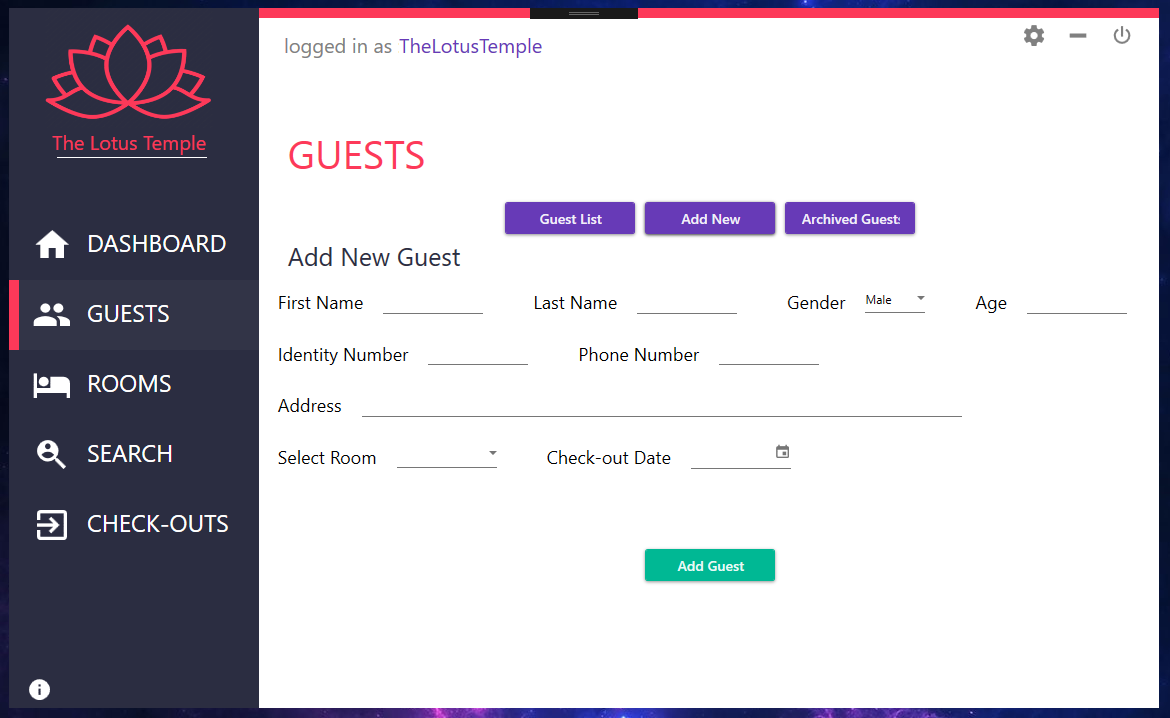 logged in as TheLotusTemple
The Lotus Temple
GUESTS
Guest List Add New Archived Guests
DASHBOARD
Add New Guest
First Name Last Name Gender Male Age
GUESTS
Identity Number Phone Number
ROOMS
Address
SEARCH
Select Room Check-out Date
CHECK-OUTS
Add Guest